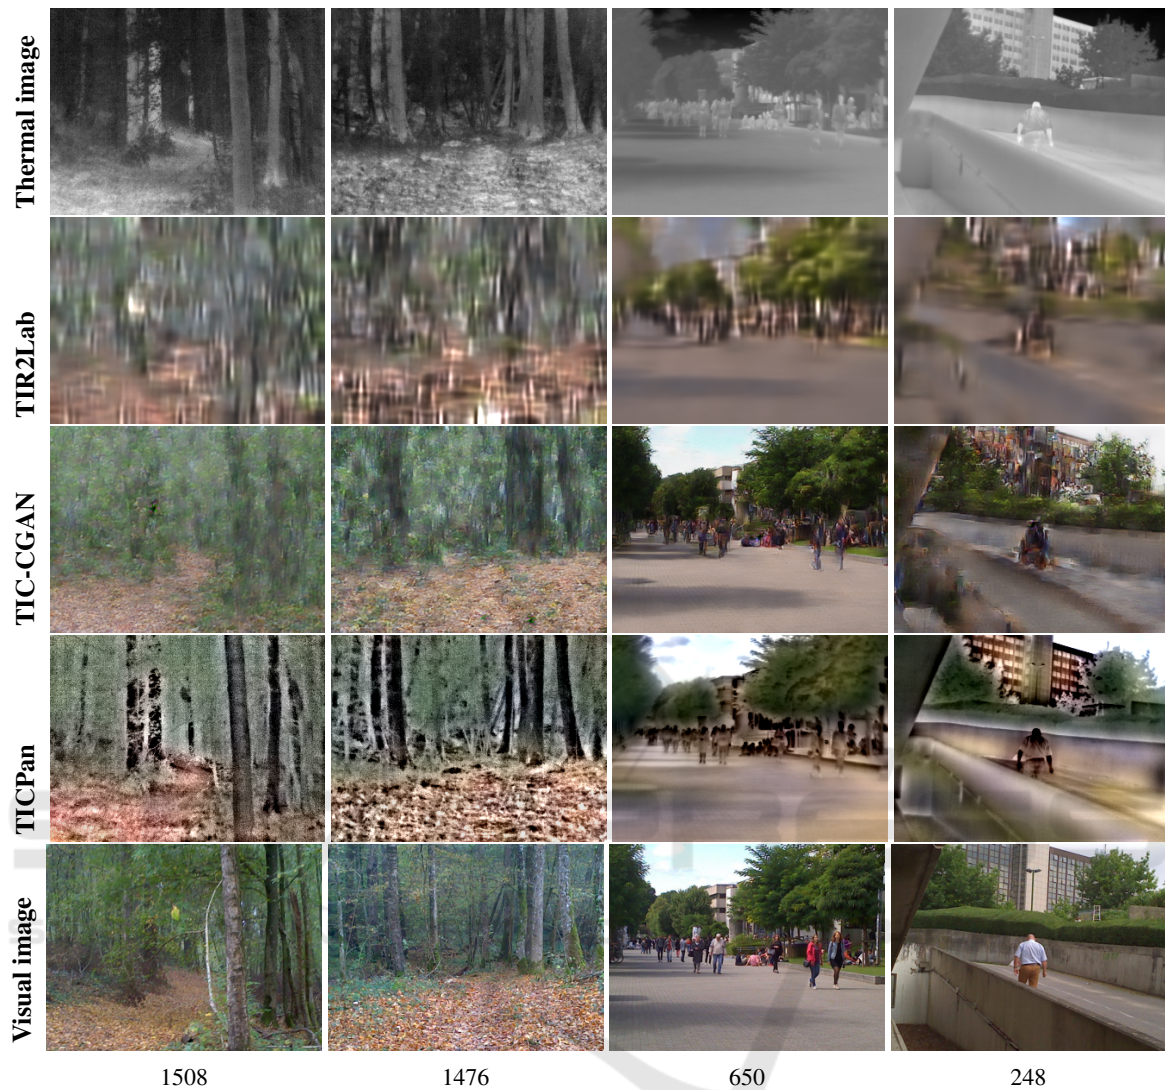 Thermal image
TIR2Lab
TIC-CGAN
TICPan
Visual image
1508 1476 650 248